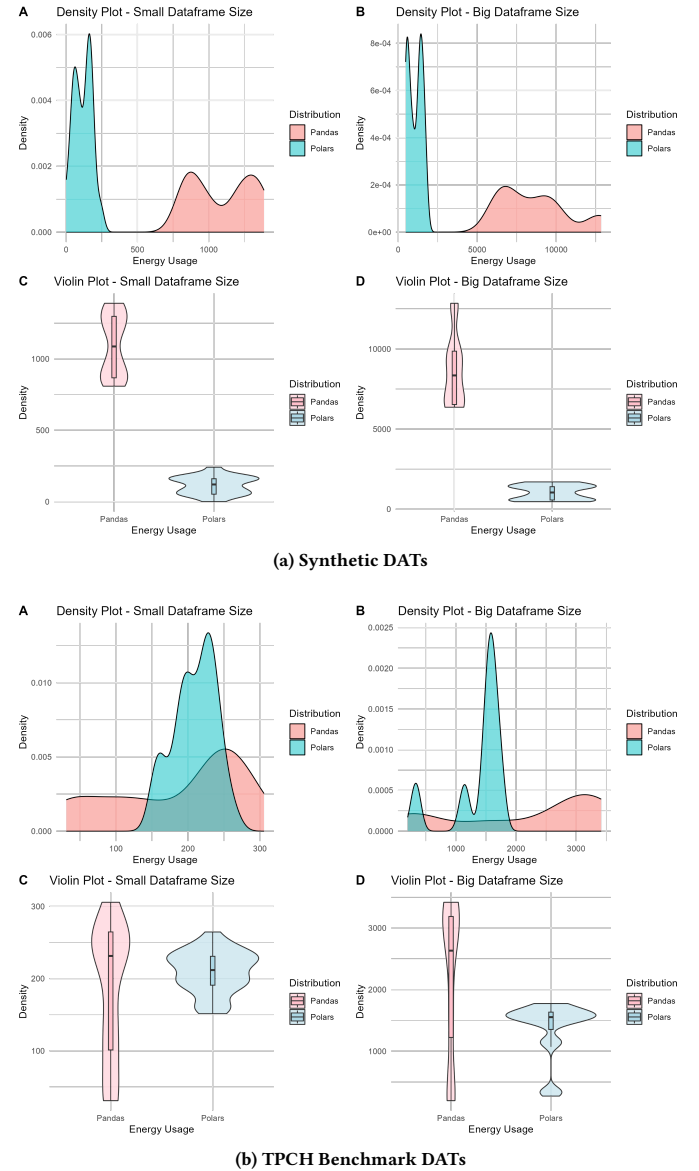 A
Density Plot - Small Dataframe Size
0.006
0.004
0.002
0.000
Density
0
500
1000
Energy Usage
Distribution
Pandas
Polars
B
Density Plot - Big Dataframe Size
8e-04
6e-04
4e-04
2e-04
0e+00
Density
0
5000
10000
Energy Usage
Distribution
Pandas
Polars
C
Violin Plot - Small Dataframe Size
1000
500
0
Density
Pandas
Polars
Energy Usage
Distribution
Pandas
Polars
D
Violin Plot - Big Dataframe Size
10000
5000
0
Density
Pandas
Polars
Energy Usage
Distribution
Pandas
Polars
(a) Synthetic DATs
A
Density Plot - Small Dataframe Size
0.010
0.005
0.000
Density
100
200
300
Energy Usage
Distribution
Pandas
Polars
B
Density Plot - Big Dataframe Size
0.0025
0.0020
0.0015
0.0010
0.0005
0.0000
Density
1000
2000
3000
Energy Usage
Distribution
Pandas
Polars
C
Violin Plot - Small Dataframe Size
300
200
100
Density
Pandas
Polars
Energy Usage
Distribution
Pandas
Polars
D
Violin Plot - Big Dataframe Size
3000
2000
1000
Density
Pandas
Polars
Energy Usage
Distribution
Pandas
Polars
(b) TPCH Benchmark DATs